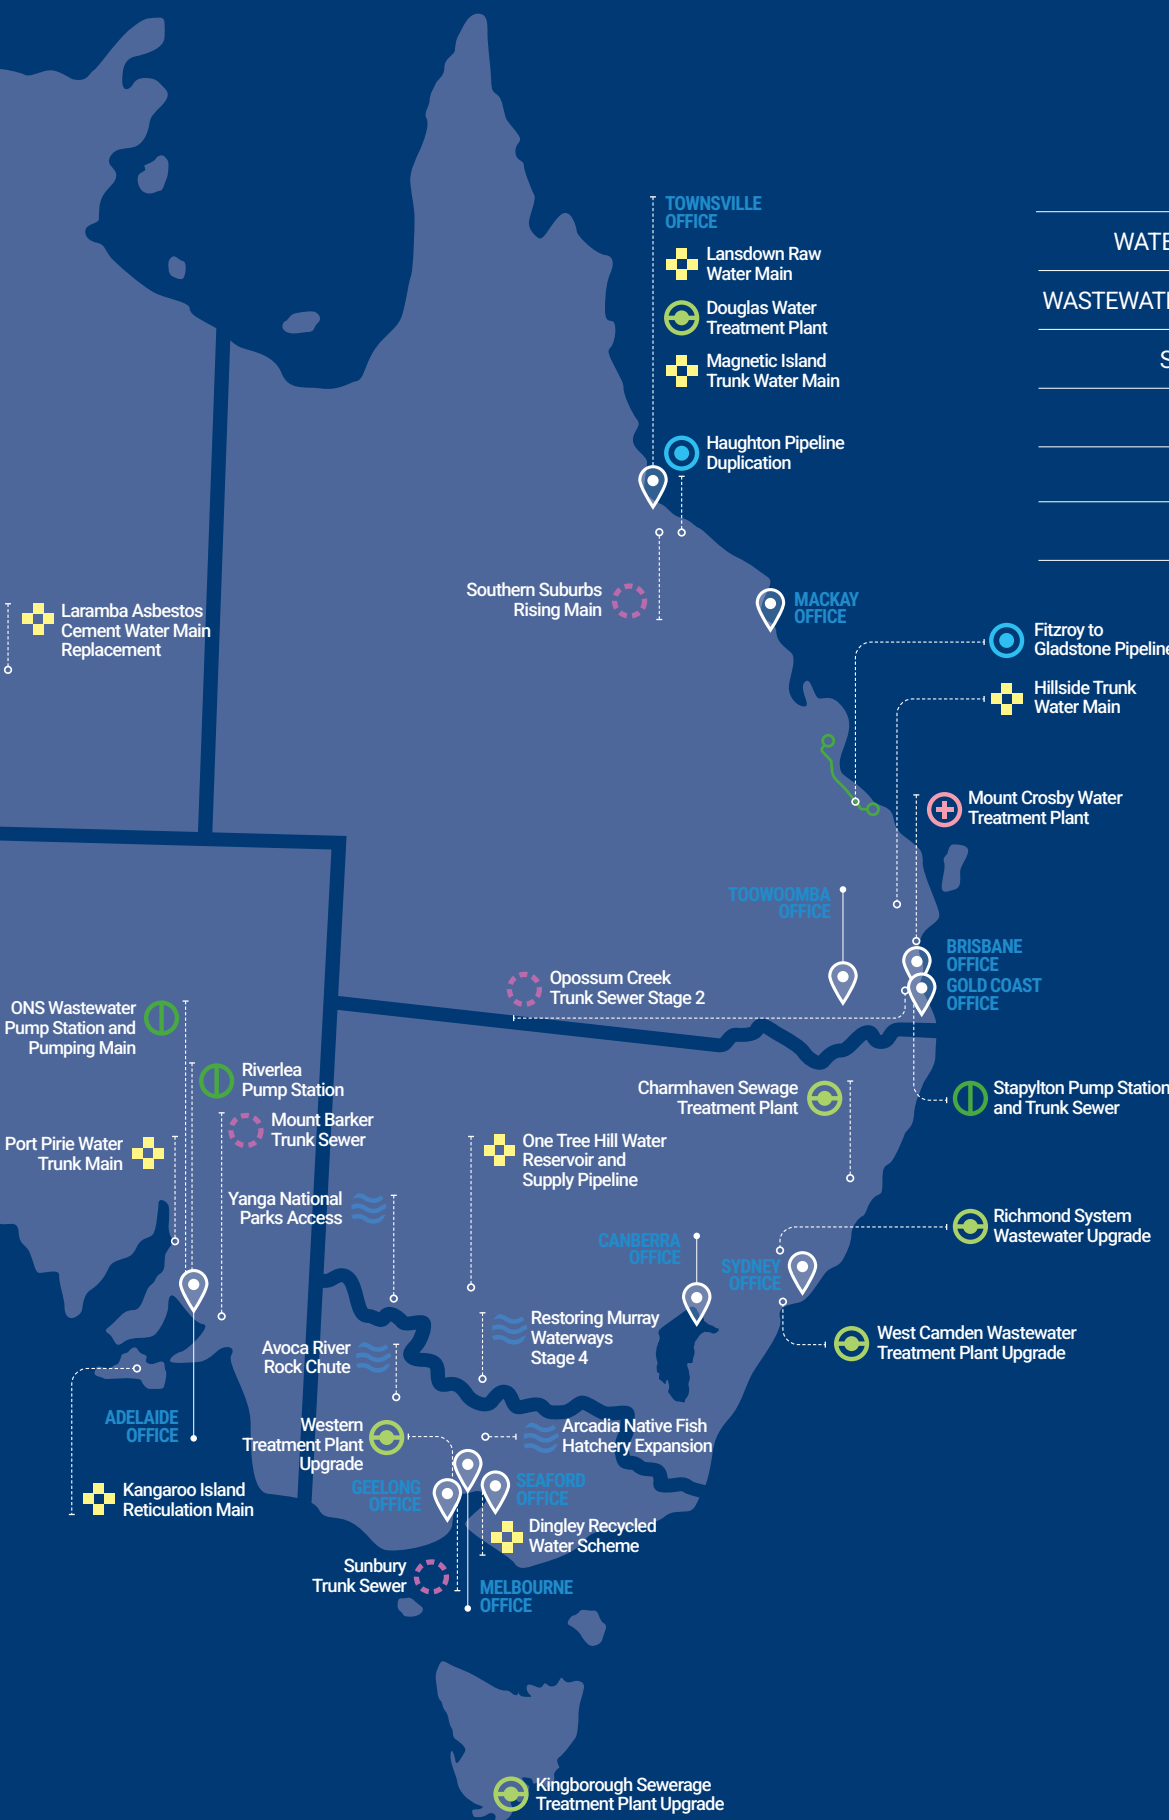 TOWNSVILLE
OFFICE
Lansdown Raw
Water Main
Douglas Water
Treatment Plant
Magnetic Island
Trunk Water Main
Haughton Pipeline
Duplication
WATE
WASTEWATE
S
Southern Suburbs
Rising Main
MACKAY
OFFICE
Laramba Asbestos
Cement Water Main
Replacement
Fitzroy to
Gladstone Pipeline
Hillside Trunk
Water Main
Mount Crosby Water
Treatment Plant
TOOWOOMBA
OFFICE
BRISBANE
OFFICE
GOLD COAST
OFFICE
Opossum Creek
Trunk Sewer Stage 2
ONS Wastewater
Pump Station and
Pumping Main
Riverlea
Pump Station
Mount Barker
Trunk Sewer
Port Pirie Water
Trunk Main
Charmhaven Sewage
Treatment Plant
Stapylton Pump Station
and Trunk Sewer
One Tree Hill Water
Reservoir and
Supply Pipeline
Yanga National
Parks Access
Richmond System
Wastewater Upgrade
CANBERRA
OFFICE
SYDNEY
OFFICE
Restoring Murray
Waterways
Stage 4
West Camden Wastewater
Treatment Plant Upgrade
Avoca River
Rock Chute
ADELAIDE
OFFICE
Western
Treatment Plant
Upgrade
Arcadia Native Fish
Hatchery Expansion
Kangaroo Island
Reticulation Main
GEELONG
OFFICE
SEAFORD
OFFICE
Dingley Recycled
Water Scheme
Sunbury
Trunk Sewer
MELBOURNE
OFFICE
Kingborough Sewerage
Treatment Plant Upgrade